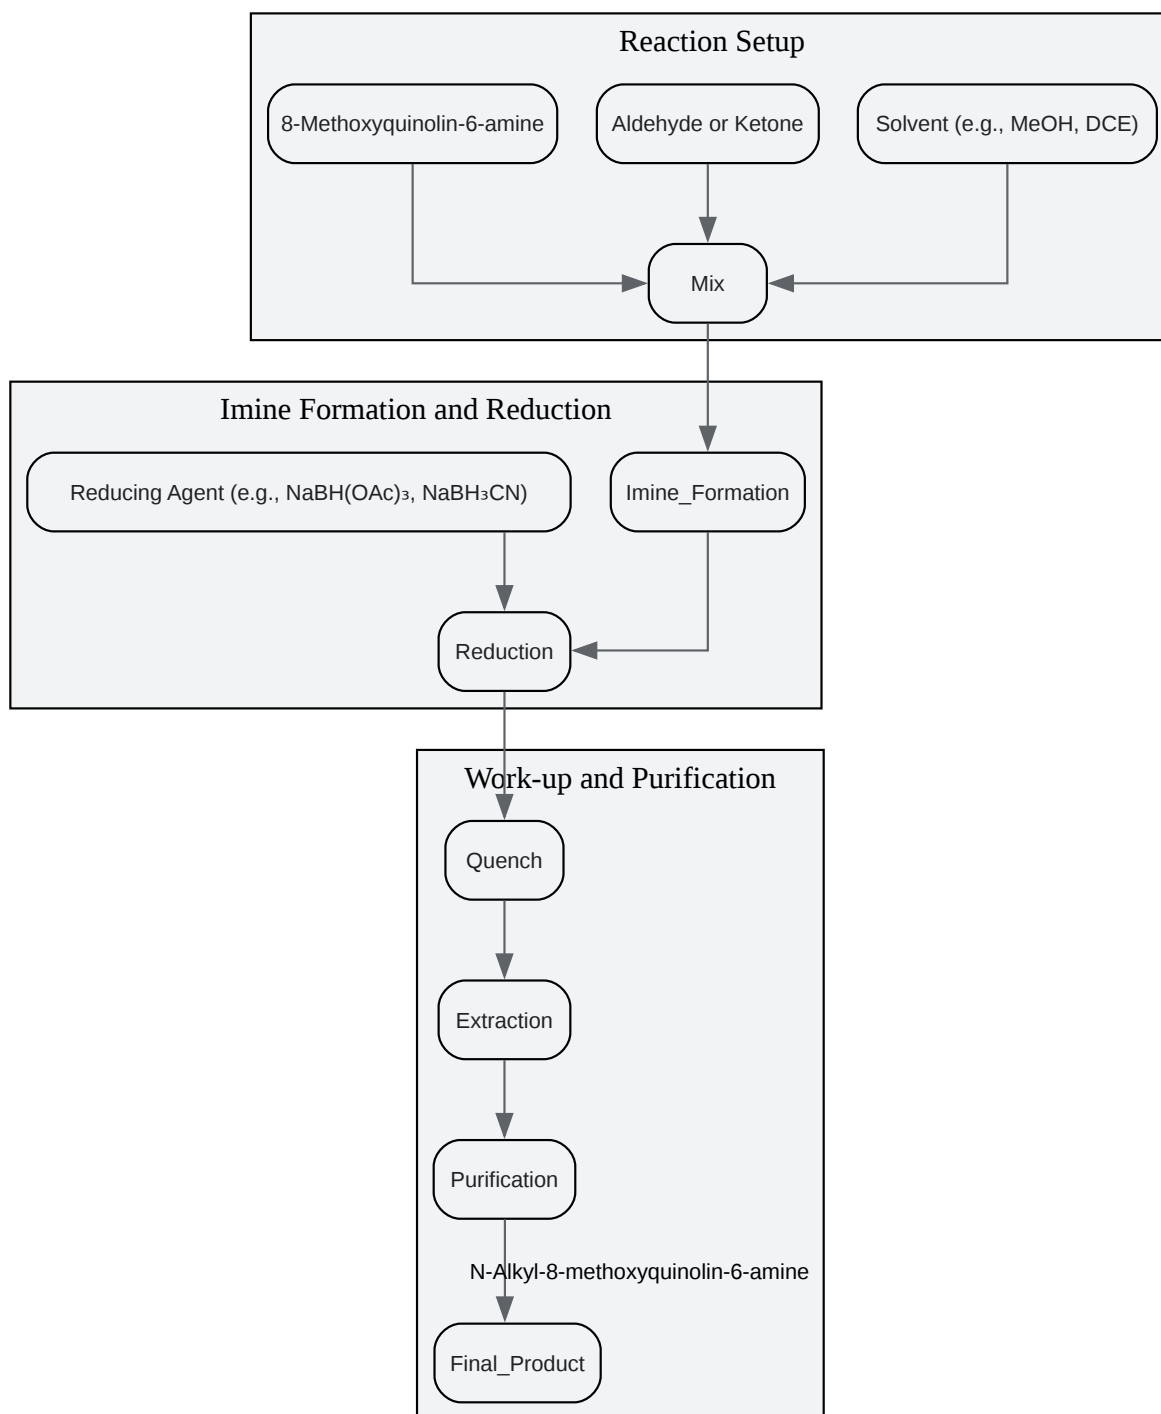 Reaction Setup
8-Methoxyquinolin-6-amine
Aldehyde or Ketone
Solvent (e.g., MeOH, DCE)
Mix
Imine Formation and Reduction
Reducing Agent (e.g., NaBH(OAc)₃, NaBH₃CN)
Imine_Formation
Reduction
Work-up and Purification
Quench
Extraction
Purification
N-Alkyl-8-methoxyquinolin-6-amine
Final_Product